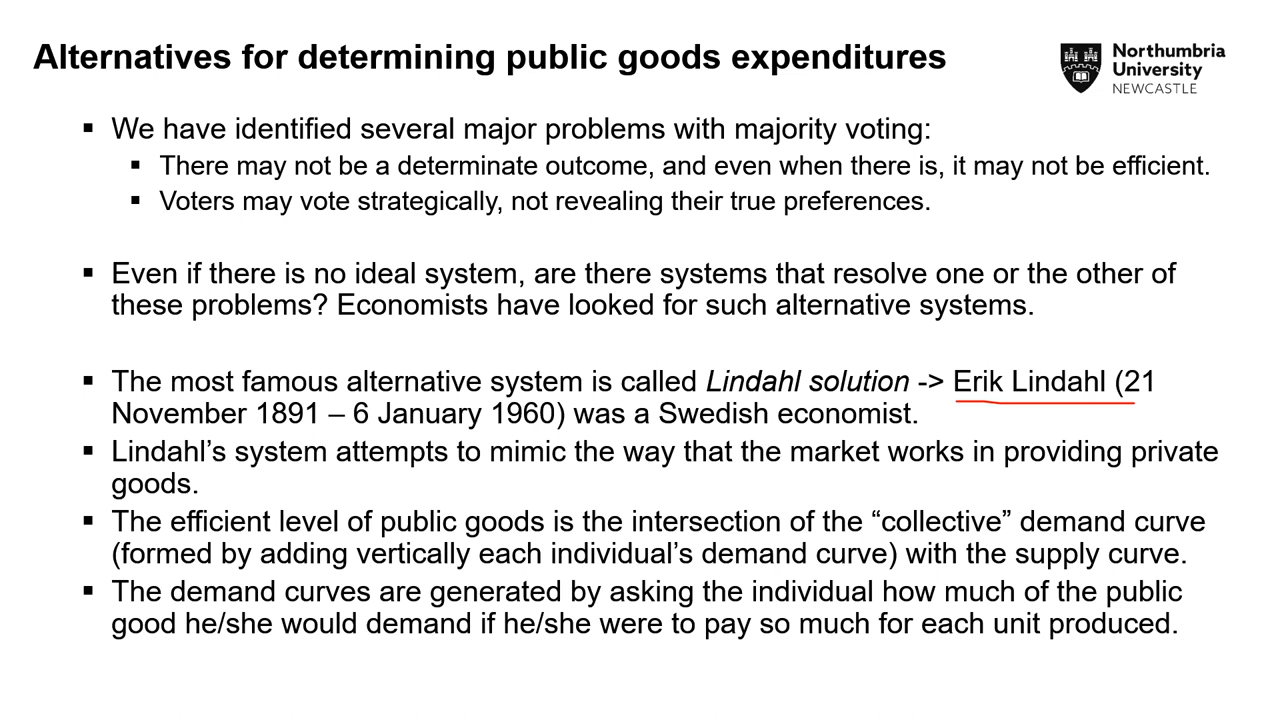 Alternatives for determining public goods expenditures
Northumbria
University
NEWCASTLE
▪ We have identified several major problems with majority voting:
▪ There may not be a determinate outcome, and even when there is, it may not be efficient.
▪ Voters may vote strategically, not revealing their true preferences.
▪ Even if there is no ideal system, are there systems that resolve one or the other of
these problems? Economists have looked for such alternative systems.
▪ The most famous alternative system is called Lindahl solution -> Erik Lindahl (21
November 1891 – 6 January 1960) was a Swedish economist.
▪ Lindahl’s system attempts to mimic the way that the market works in providing private
goods.
▪ The efficient level of public goods is the intersection of the “collective” demand curve
(formed by adding vertically each individual’s demand curve) with the supply curve.
▪ The demand curves are generated by asking the individual how much of the public
good he/she would demand if he/she were to pay so much for each unit produced.